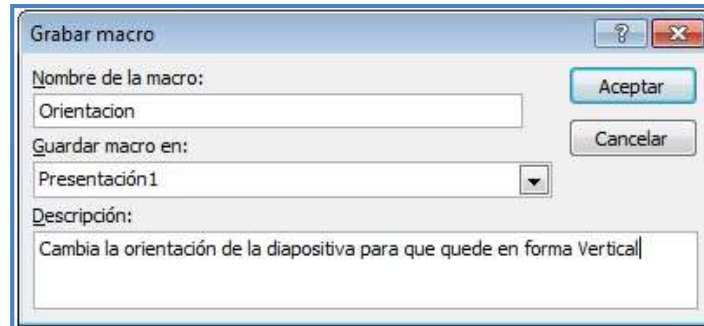 Grabar macro
Nombre de la macro:
Aceptar
Orientacion
Guardar macro en:
Cancelar
Presentación1
Descripción:
Cambia la orientación de la diapositiva para que quede en forma Vertical